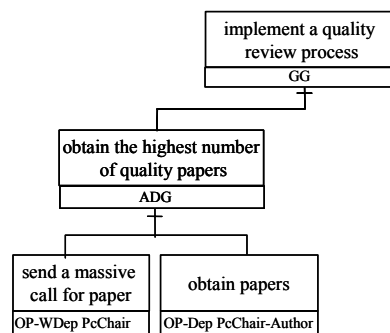 implement a quality
review process
GG
obtain the highest number
of quality papers
ADG
send a massive
call for paper
OP-WDep PcChair
obtain papers
OP-Dep PcChair-Author